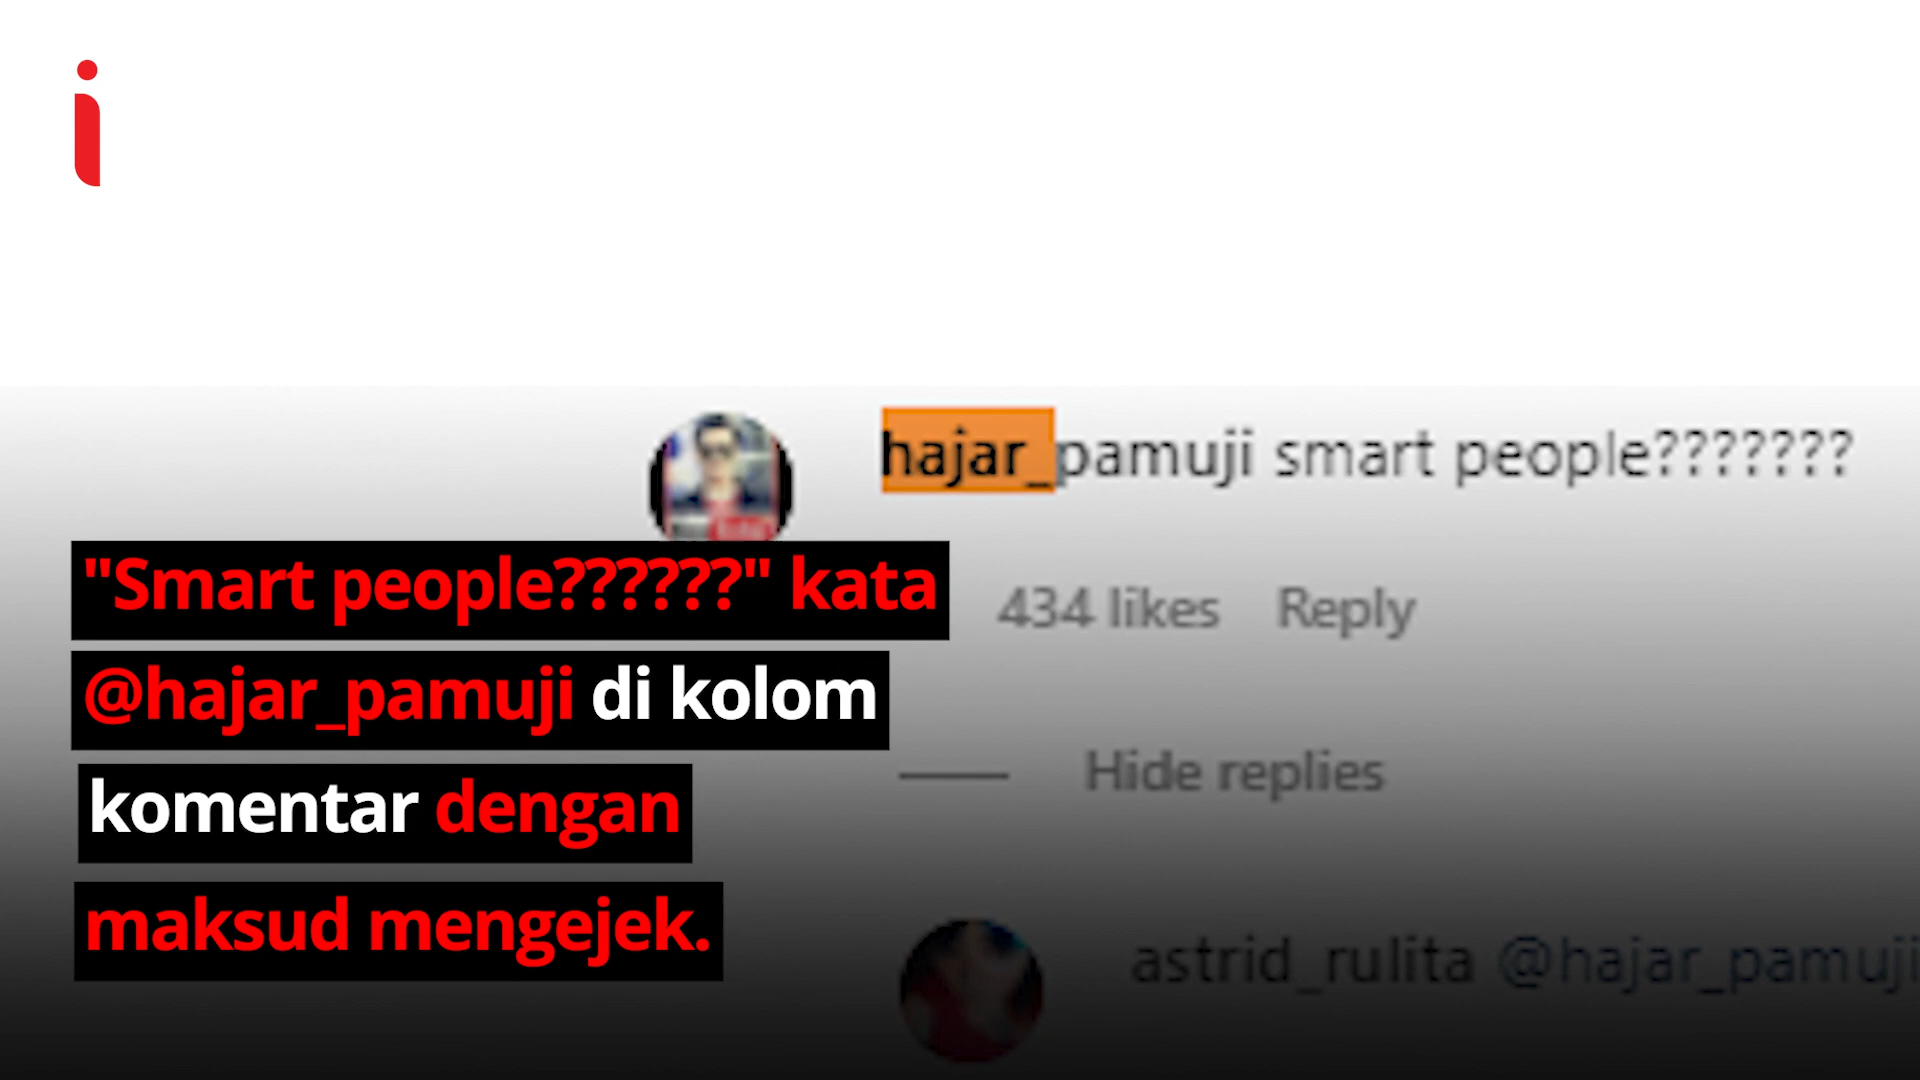 i
hajar_pamuji smart people???????
"Smart people??????" kata
434 likes Reply
@hajar_pamuji di kolom
Hide replies
komentar dengan
maksud mengejek.
astrid_rulita @hajar_pamuji